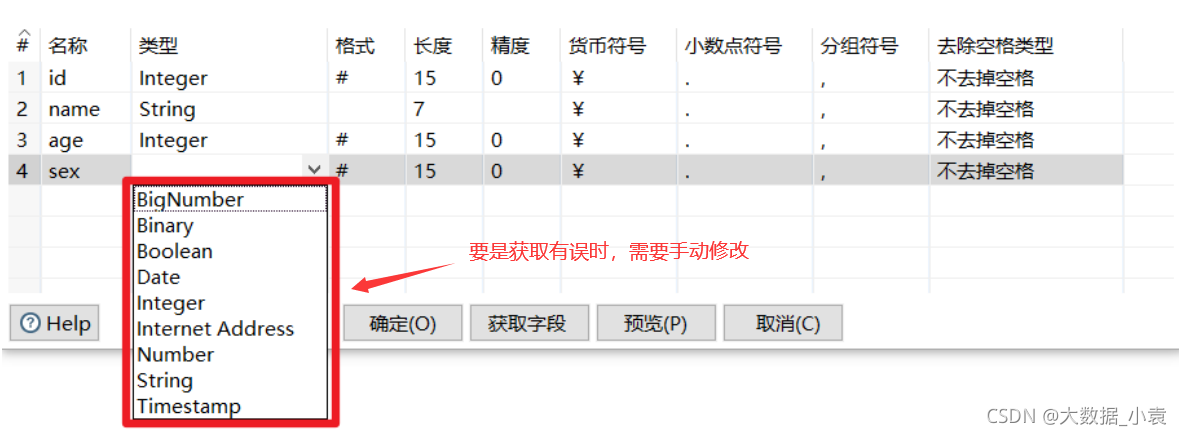 # 名称 类型 格式 长度 精度 货币符号 小数点符号 分组符号 去除空格类型
1 id Integer # 15 0 ¥ . , 不去掉空格
2 name String 7 ¥ . , 不去掉空格
3 age Integer # 15 0 ¥ . , 不去掉空格
4 sex # 15 0 ¥ . , 不去掉空格
BigNumber
Binary
Boolean
Date
Integer
Internet Address
Number
String
Timestamp
要是获取有误时，需要手动修改
Help 确定(O) 获取字段 预览(P) 取消(C)
CSDN @大数据_小袁